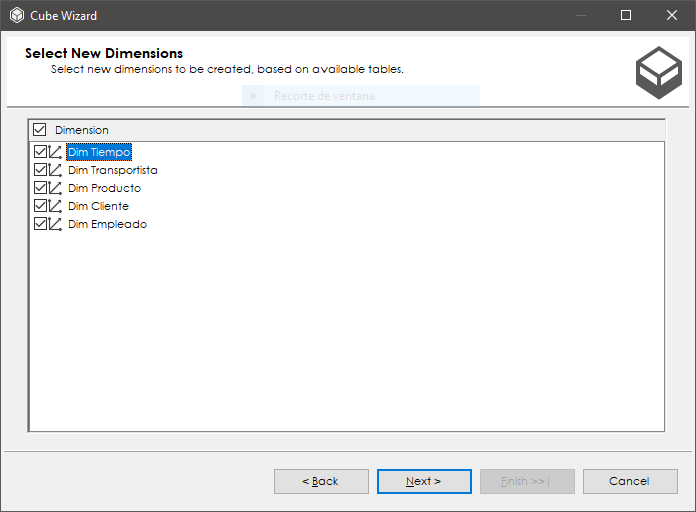 Cube Wizard
Select New Dimensions
Select new dimensions to be created, based on available tables.
Recorte de ventana
Dimension
Dim Tiempo
Dim Transportista
Dim Producto
Dim Cliente
Dim Empleado
< Back
Next >
Finish >>|
Cancel